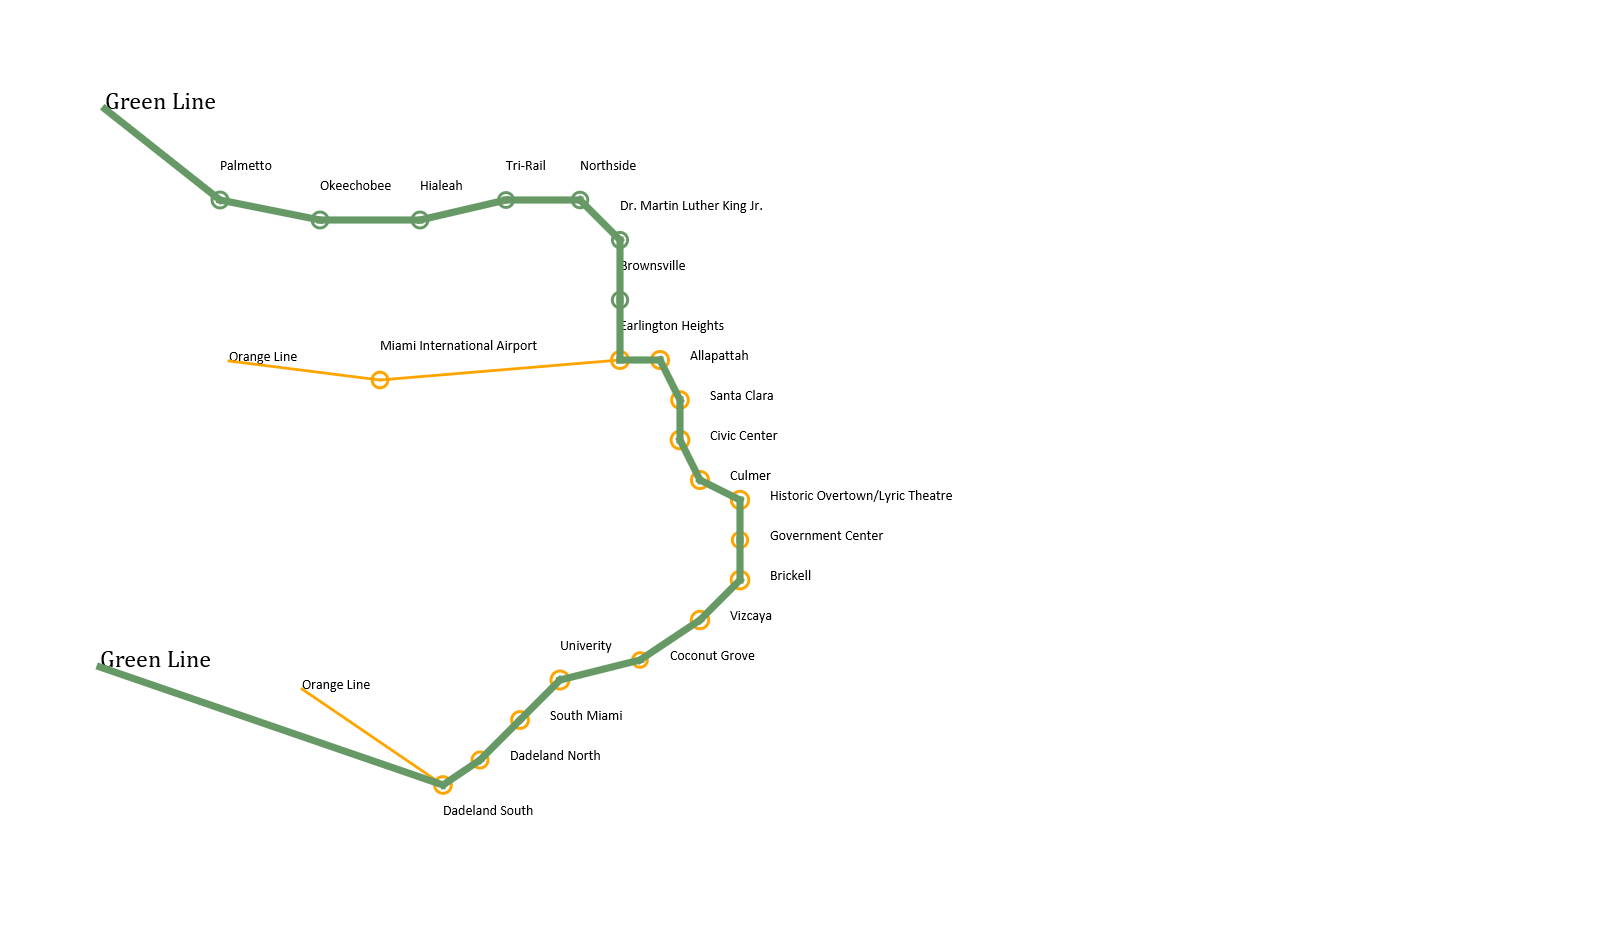 Green Line
Palmetto
Okeechobee
Hialeah
Tri-Rail
Northside
Dr. Martin Luther King Jr.
Brownsville
Earlington Heights
Miami International Airport
Orange Line
Allapattah
Santa Clara
Civic Center
Culmer
Historic Overtown/Lyric Theatre
Government Center
Brickell
Vizcaya
Univerity
Coconut Grove
Green Line
Orange Line
South Miami
Dadeland North
Dadeland South